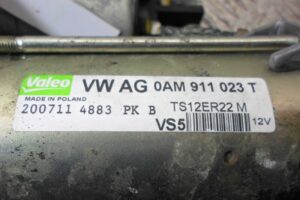 Valeo VW AG 0AM 911 023 T
MADE IN POLAND TS12ER22 M
200711 4883 PK B
VS5 12V